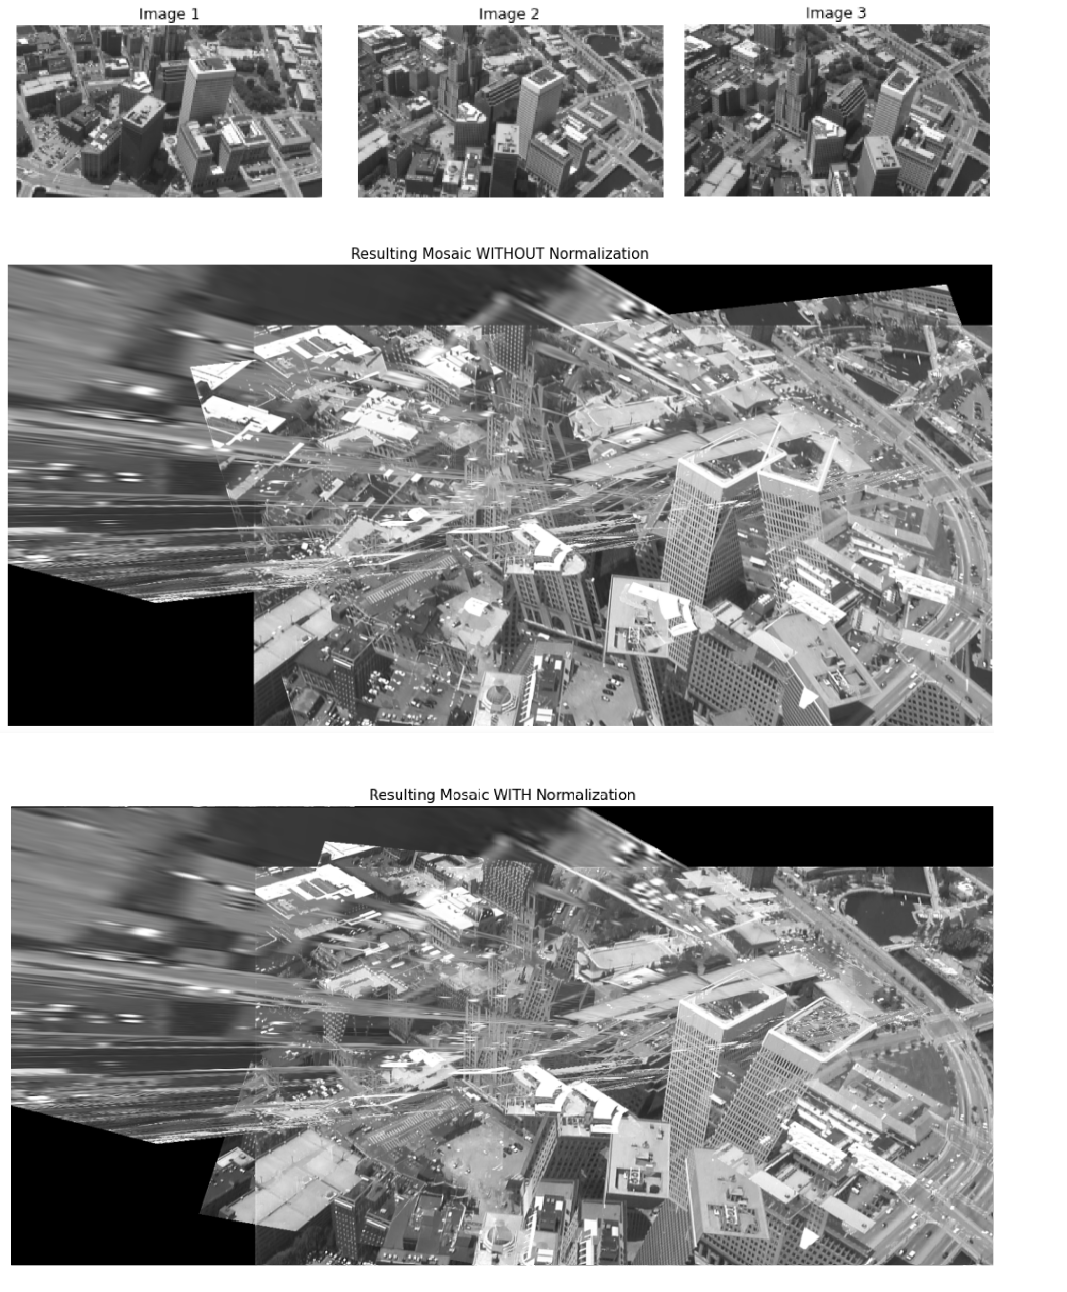 Image 1
Image 2
Image 3
Resulting Mosaic WITHOUT Normalization
Resulting Mosaic WITH Normalization